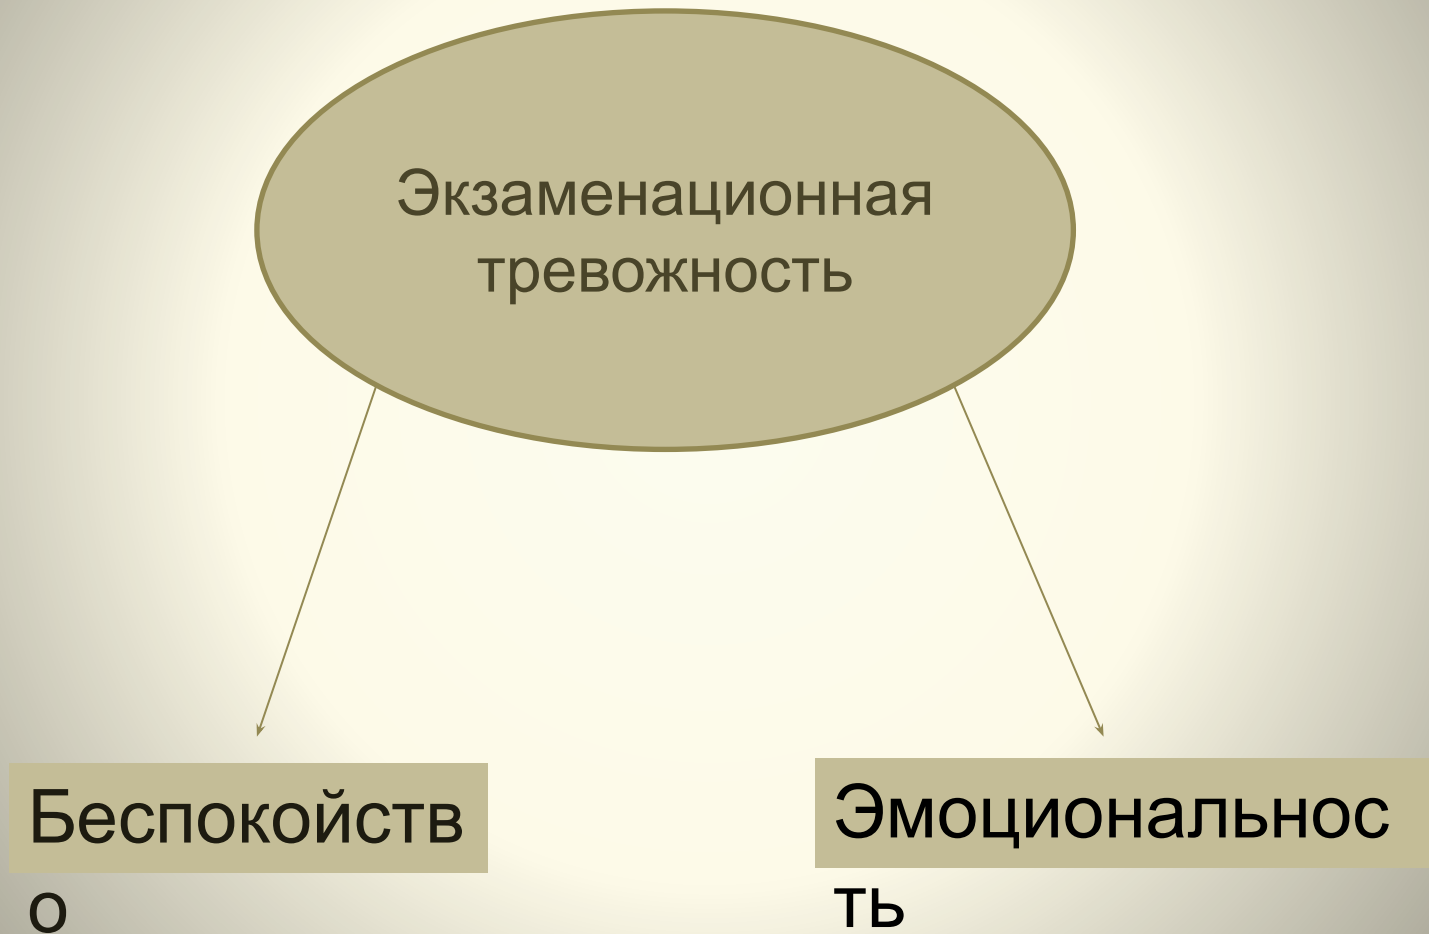 Экзаменационная
тревожность
Беспокойств
о
Эмоциональнос
ть